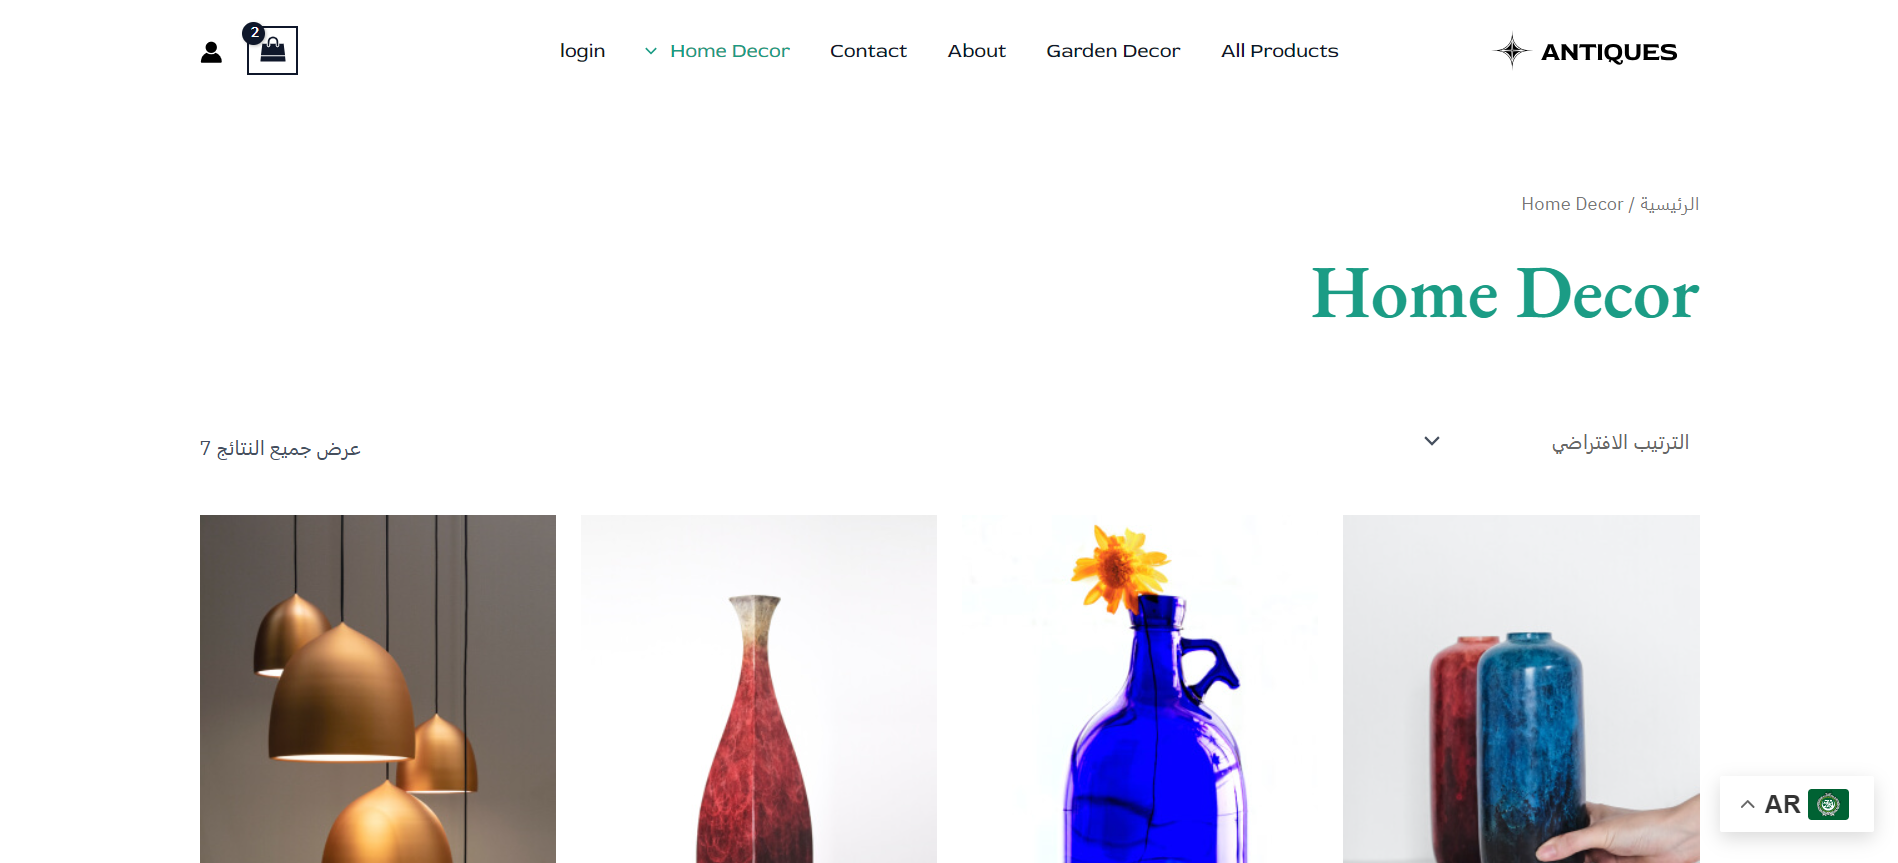 ANTIQUES
All Products
Garden Decor
About
Contact
Home Decor
login
2
الرئيسية / Home Decor
Home Decor
الترتيب الافتراضي
عرض جميع النتائج 7
AR